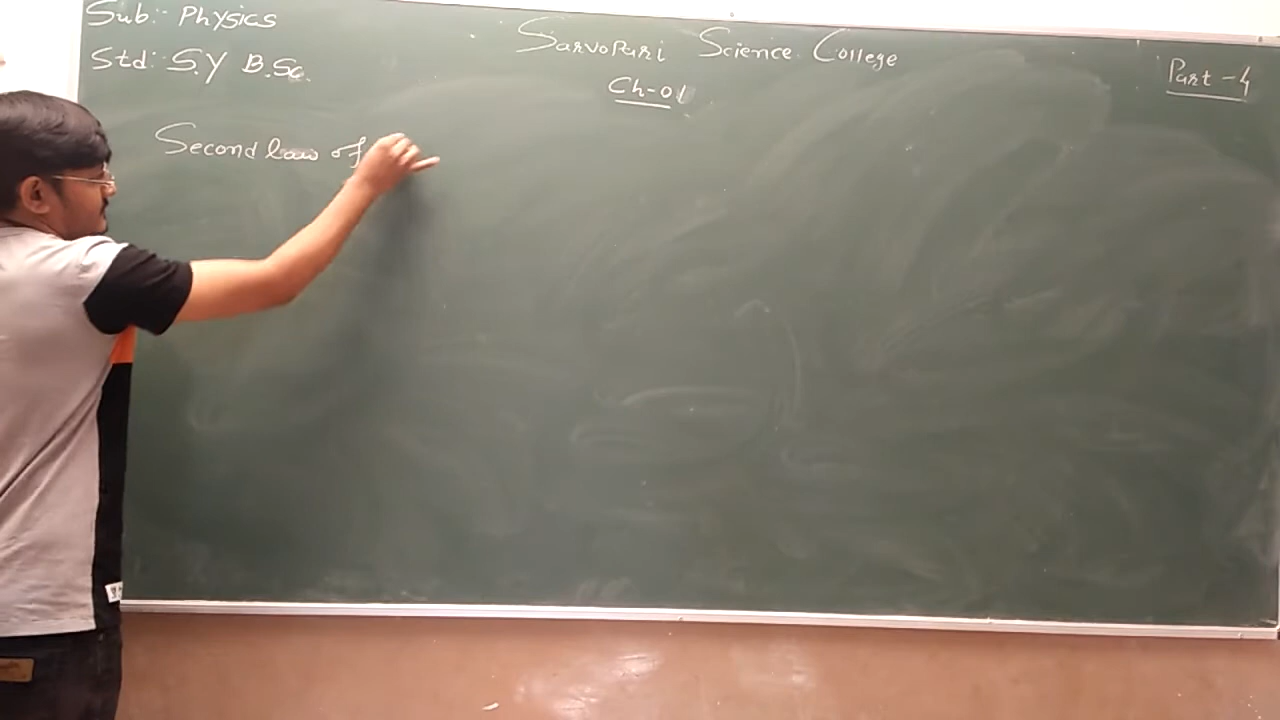 Sub:- Physics
Std:- S.Y B.Sc.
Sarvopari Science College
Ch-01
Part-4
Second law of